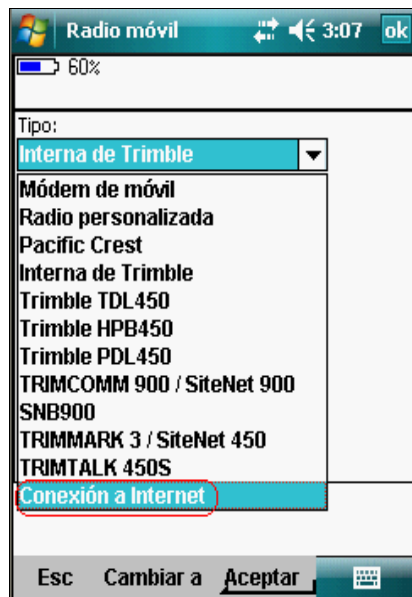 Radio móvil 3:07 ok
60%
Tipo:
Interna de Trimble
Módem de móvil
Radio personalizada
Pacific Crest
Interna de Trimble
Trimble TDL450
Trimble HPB450
Trimble PDL450
TRIMCOMM 900 / SiteNet 900
SNB900
TRIMMARK 3 / SiteNet 450
TRIMTALK 450S
Conexión a Internet
Esc Cambiar a Aceptar